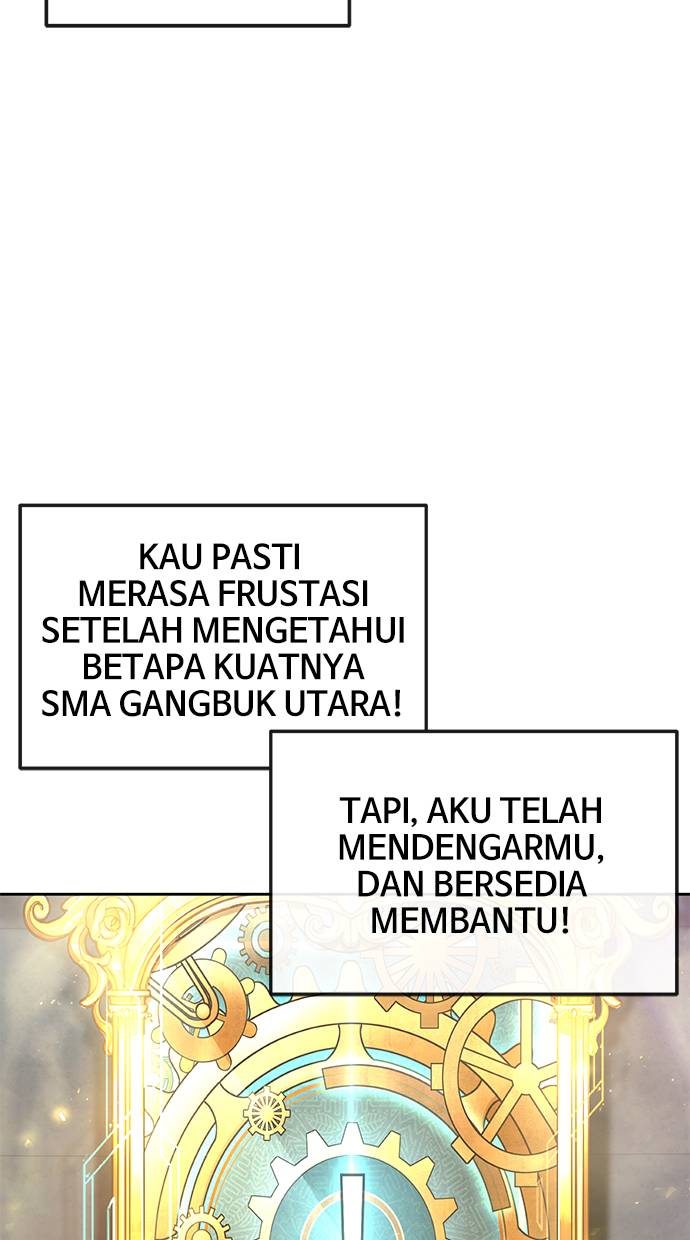 KAU PASTI
MERASA FRUSTASI
SETELAH MENGETAHUI
BETAPA KUATNYA
SMA GANGBUK UTARA!
TAPI, AKU TELAH
MENDENGARMU,
DAN BERSEDIA
MEMBANTU!